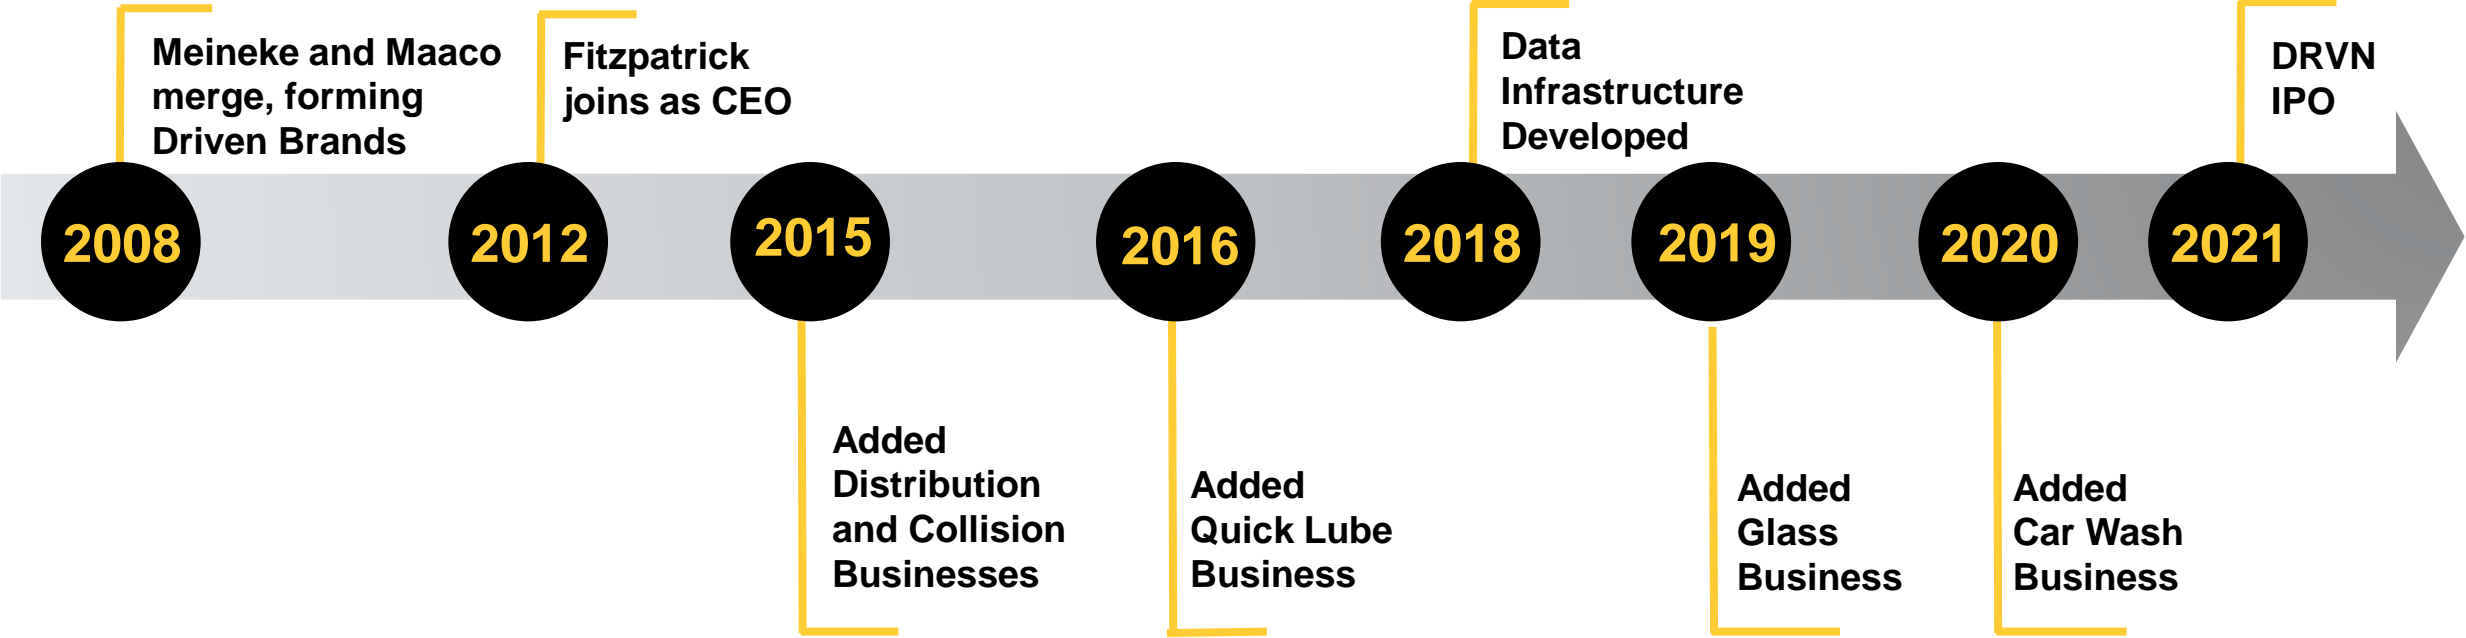 Meineke and Maaco
merge, forming
Driven Brands
Fitzpatrick
joins as CEO
Data
Infrastructure
Developed
DRVN
IPO
2008
2012
2015
2016
2018
2019
2020
2021
Added
Distribution
and Collision
Businesses
Added
Quick Lube
Business
Added
Glass
Business
Added
Car Wash
Business